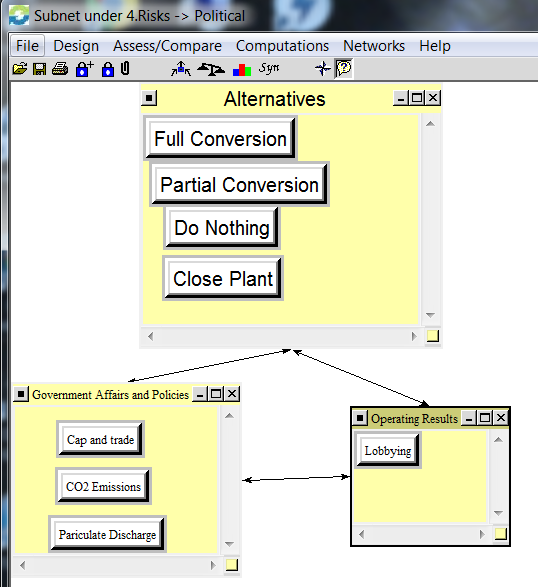 Subnet under 4.Risks -> Political
File Design Assess/Compare Computations Networks Help
Syn
Alternatives
Full Conversion
Partial Conversion
Do Nothing
Close Plant
Government Affairs and Policies
Cap and trade
CO2 Emissions
Pariculate Discharge
Operating Results
Lobbying